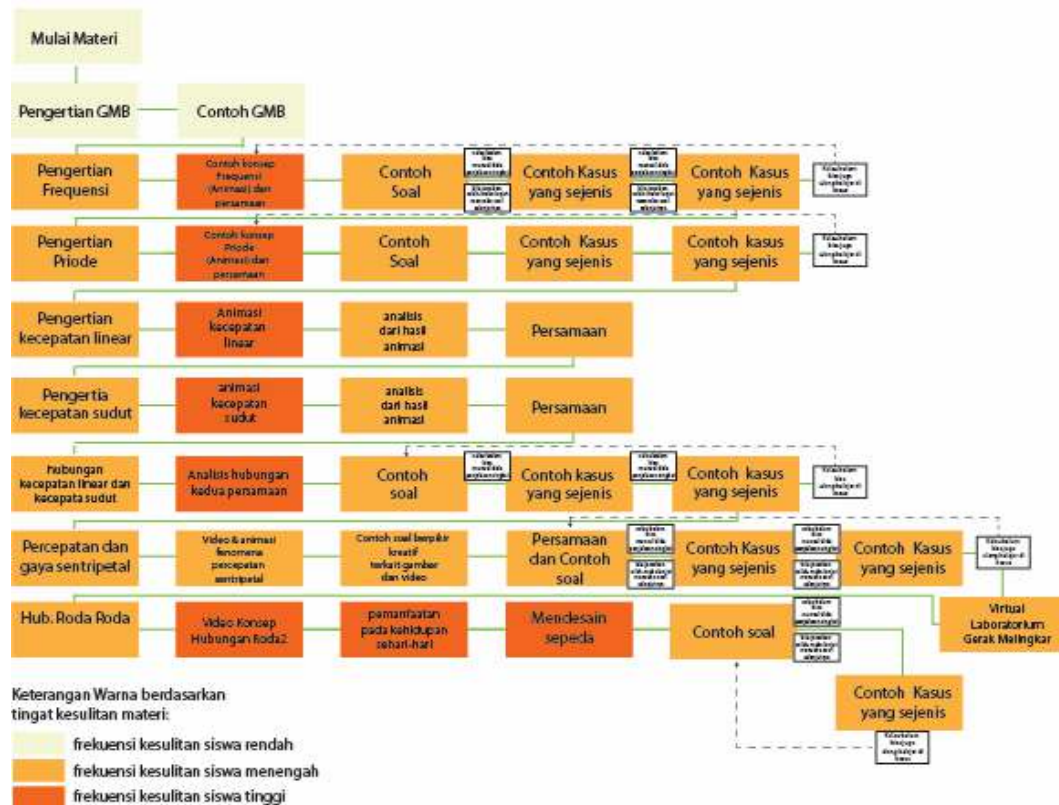 Mulai Materi
Pengertian GMB
Contoh GMB
Pengertian
Frekuensi
Contoh konsep
Frekuensi
(Animasi) dan
persamaan
Contoh
Soal
Contoh Kasus
yang sejenis
Contoh Kasus
yang sejenis
Pengertian
Priode
Contoh konsep
Priode
(Animasi) dan
persamaan
Contoh
Soal
Contoh Kasus
yang sejenis
Contoh kasus
yang sejenis
Pengertian
kecepatan linear
Animasi
kecepatan
linear
analisis
dari hasil
animasi
Persamaan
Pengertia
kecepatan sudut
animasi
kecepatan
sudut
analisis
dari hasil
animasi
Persamaan
hubungan
kecepatan linear dan
kecepata sudut
Analisis hubungan
kedua persamaan
Contoh
soal
Contoh kasus
yang sejenis
Contoh kasus
yang sejenis
Percepatan dan
gaya sentripetal
Video & animasi
fenomena
percepatan
sentripetal
Contoh soal berpikir
kreatif
terkait gambar
dan video
Persamaan
dan Contoh
soal
Contoh Kasus
yang sejenis
Contoh Kasus
yang sejenis
Hub. Roda Roda
Video Konsep
Hubungan Roda2
pemanfaatan
pada kehidupan
sehari-hari
Mendesain
sepeda
Contoh soal
Virtual
Laboratorium
Gerak Melingkar
Contoh Kasus
yang sejenis
Keterangan Warna berdasarkan
tingat kesulitan materi:
frekuensi kesulitan siswa rendah
frekuensi kesulitan siswa menengah
frekuensi kesulitan siswa tinggi